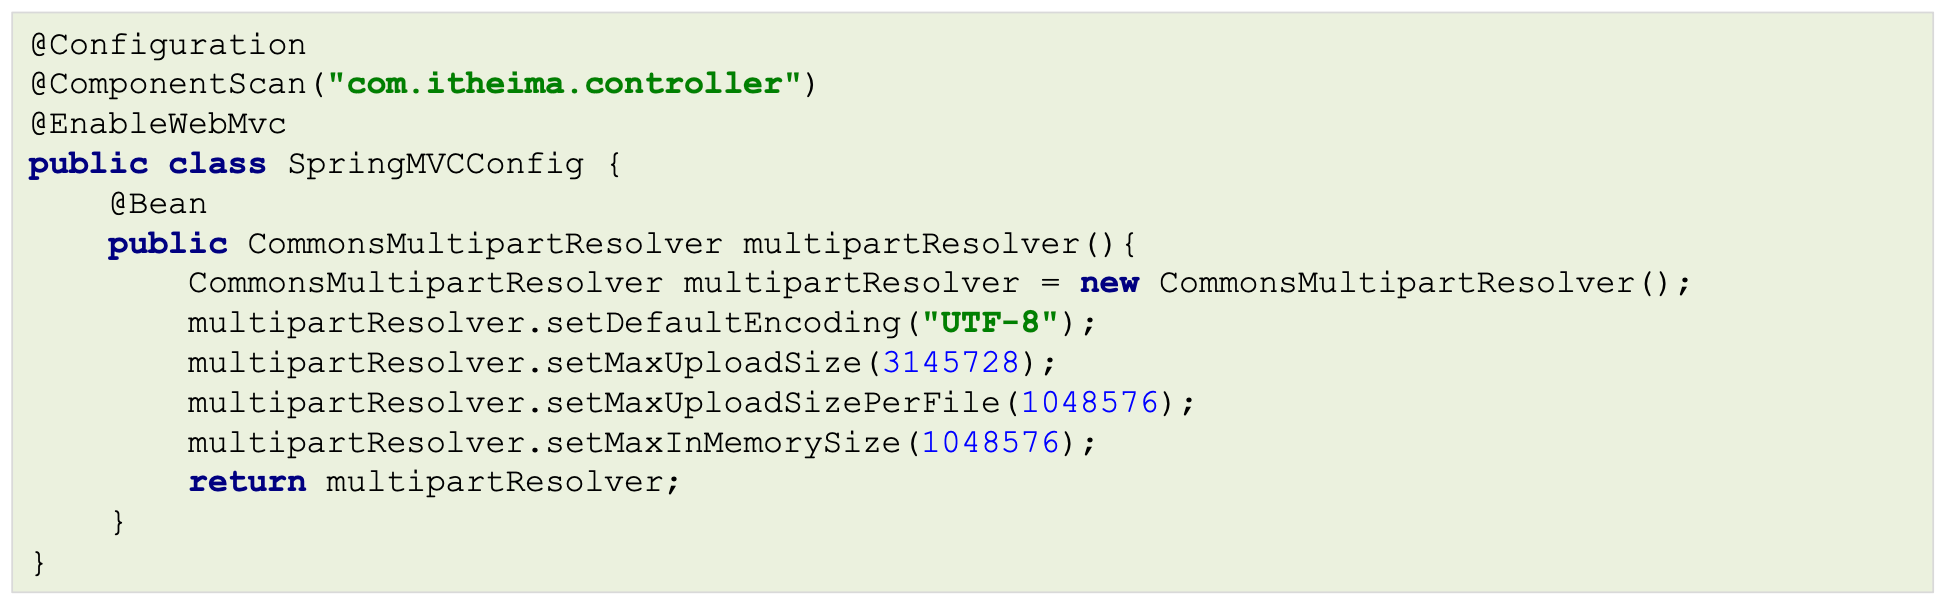 @Configuration
@ComponentScan("com.itheima.controller")
@EnableWebMvc
public class SpringMVCConfig {
    @Bean
    public CommonsMultipartResolver multipartResolver(){
        CommonsMultipartResolver multipartResolver = new CommonsMultipartResolver();
        multipartResolver.setDefaultEncoding("UTF-8");
        multipartResolver.setMaxUploadSize(3145728);
        multipartResolver.setMaxUploadSizePerFile(1048576);
        multipartResolver.setMaxInMemorySize(1048576);
        return multipartResolver;
    }
}